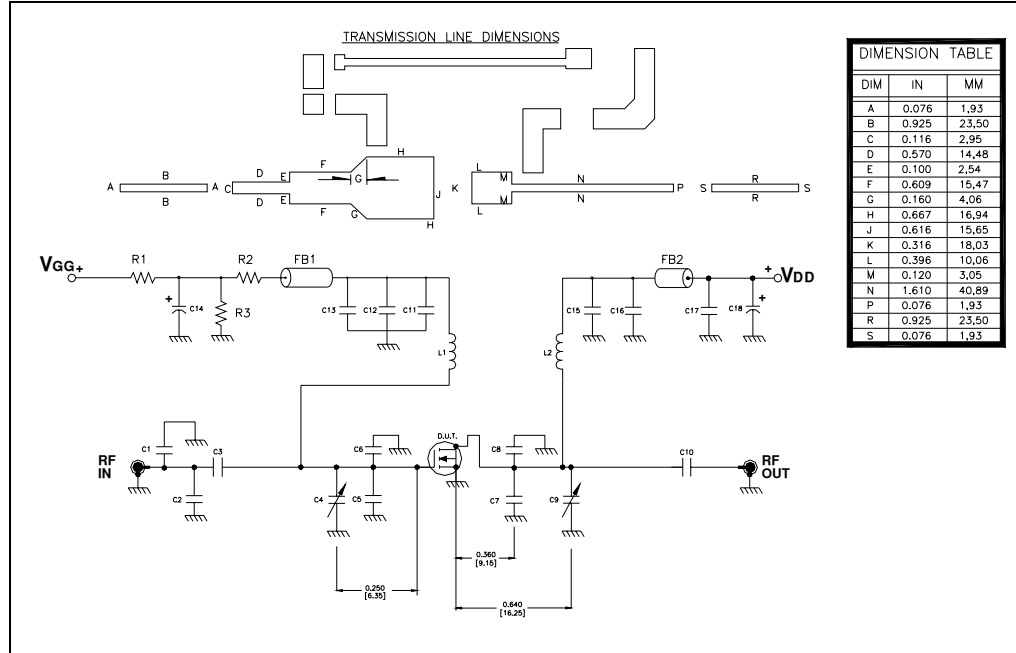 TRANSMISSION LINE DIMENSIONS
DIMENSION TABLE
DIM IN MM
A 0.076 1,93
B 0.925 23,50
C 0.116 2,95
D 0.570 14,48
E 0.100 2,54
F 0.609 15,47
G 0.160 4,06
H 0.667 16,94
J 0.616 15,65
K 0.316 18,03
L 0.396 10,06
M 0.120 3,05
N 1.610 40,89
P 0.076 1,93
R 0.925 23,50
S 0.076 1,93
H
F
L
B
D
E
G
M
N
R
A
A
C
J
K
P
S
S
B
D
E
F
G
H
L
M
N
R
VGG+
R1
R2
FB1
FB2
+VDD
+
C14
R3
C13
C12
C11
C15
C16
C17
C18
+
L1
L2
C1
C3
C6
D.U.T.
C8
C10
RF
IN
RF
OUT
C2
C4
C5
C7
C9
0.360
[9.15]
0.250
[6.35]
0.640
[16.25]